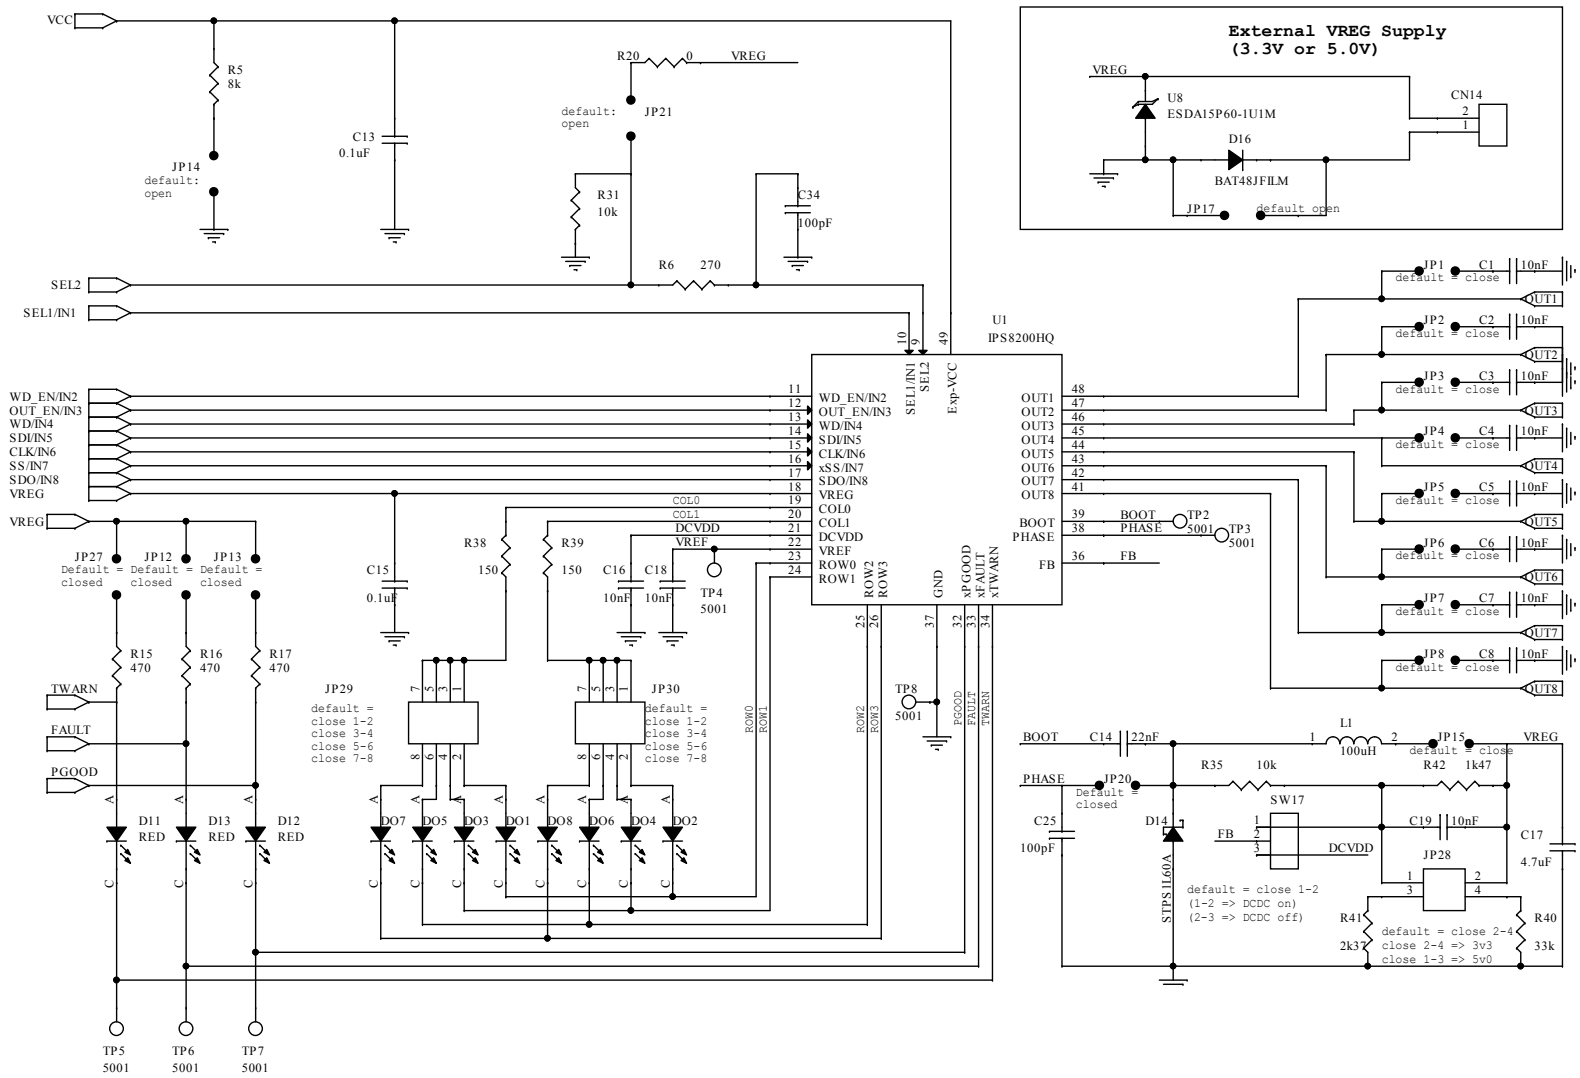 VCC
R5
8k
JP14
default:
open
C13
0.1uF
R20
0
VREG
default:
open
JP21
R31
10k
C34
100pF
R6
270
SEL2
SEL1/IN1
External VREG Supply
(3.3V or 5.0V)
VREG
U8
ESDA15P60-1U1M
CN14
2
1
D16
BAT48JFILM
JP17
default open
U1
IPS8200HQ
10
9
49
SEL1/IN1
SEL2
Exp-VCC
WD_EN/IN2
OUT_EN/IN3
WD/IN4
SDI/IN5
CLK/IN6
SS/IN7
SDO/IN8
VREG
11
12
13
14
15
16
17
18
19
20
21
22
23
24
WD_EN/IN2
OUT_EN/IN3
WD/IN4
SDI/IN5
CLK/IN6
xSS/IN7
SDO/IN8
VREG
COL0
COL1
DCVDD
VREF
ROW0
ROW1
COL0
COL1
DCVDD
VREF
OUT1
OUT2
OUT3
OUT4
OUT5
OUT6
OUT7
OUT8
BOOT
PHASE
FB
48
47
46
45
44
43
42
41
39
38
36
BOOT
PHASE
FB
TP2
5001
TP3
5001
ROW2
ROW3
GND
xPGOOD
xFAULT
xTWARN
25
26
37
32
33
34
JP1
C1
10nF
default = close
OUT1
JP2
C2
10nF
default = close
OUT2
JP3
C3
10nF
default = close
OUT3
JP4
C4
10nF
default = close
OUT4
JP5
C5
10nF
default = close
OUT5
JP6
C6
10nF
default = close
OUT6
JP7
C7
10nF
default = close
OUT7
JP8
C8
10nF
default = close
OUT8
VREG
JP27
Default =
closed
JP12
Default =
closed
JP13
Default =
closed
R15
470
R16
470
R17
470
C15
0.1uF
R38
150
R39
150
C16
10nF
C18
10nF
TP4
5001
TWARN
FAULT
PGOOD
JP29
default =
close 1-2
close 3-4
close 5-6
close 7-8
7
5
3
1
8
6
4
2
JP30
default =
close 1-2
close 3-4
close 5-6
close 7-8
7
5
3
1
8
6
4
2
ROW0
ROW1
ROW2
ROW3
TP8
5001
PGOOD
FAULT
TWARN
A
A
A
A
A
A
A
A
A
A
A
D11
RED
D13
RED
D12
RED
DO7
DO5
DO3
DO1
DO8
DO6
DO4
DO2
C
C
C
C
C
C
C
C
C
C
C
TP5
5001
TP6
5001
TP7
5001
BOOT
C14
22nF
1
L1
100uH
2
JP15
default = close
VREG
PHASE
JP20
Default =
closed
R35
10k
R42
1k47
C25
100pF
D14
STPS1L60A
SW17
FB
1
2
3
DCVDD
default = close 1-2
(1-2 => DCDC on)
(2-3 => DCDC off)
C19
10nF
C17
4.7uF
JP28
1
3
2
4
R41
2k37
R40
33k
default = close 2-4
close 2-4 => 3v3
close 1-3 => 5v0